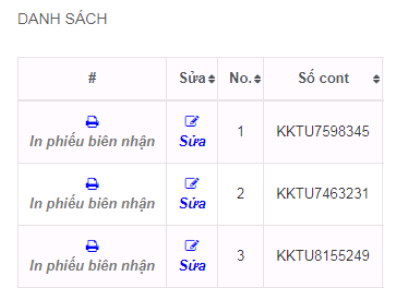 DANH SÁCH
# Sửa No. Số cont
In phiếu biên nhận Sửa 1 KKTU7598345
In phiếu biên nhận Sửa 2 KKTU7463231
In phiếu biên nhận Sửa 3 KKTU8155249